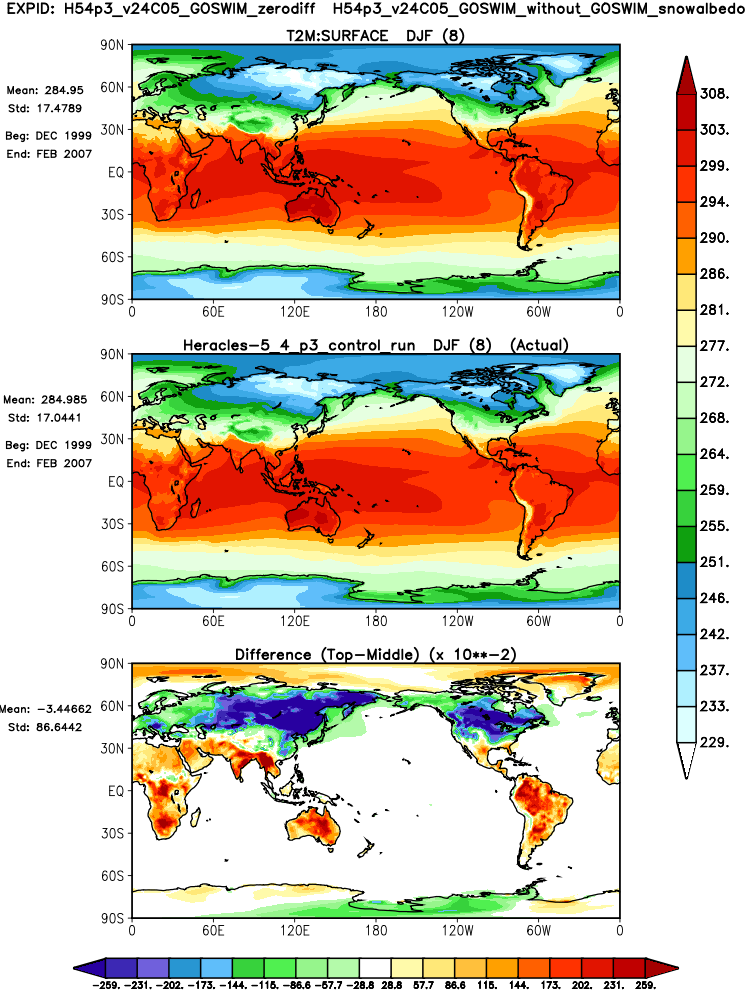 EXPID: H54p3_v24C05_GOSWIM_zerodiff H54p3_v24C05_GOSWIM_without_GOSWIM_snowalbedo
T2M:SURFACE DJF (8)
Mean: 284.95
Std: 17.4789
Beg: DEC 1999
End: FEB 2007
90N
60N
30N
EQ
30S
60S
90S
0 60E 120E 180 120W 60W 0
Heracles-5_4_p3_control_run DJF (8) (Actual)
Mean: 284.985
Std: 17.0441
Beg: DEC 1999
End: FEB 2007
90N
60N
30N
EQ
30S
60S
90S
0 60E 120E 180 120W 60W 0
Difference (Top-Middle) (x 10**-2)
Mean: -3.44662
Std: 86.6442
90N
60N
30N
EQ
30S
60S
90S
0 60E 120E 180 120W 60W 0
308.
303.
299.
294.
290.
286.
281.
277.
272.
268.
264.
259.
255.
251.
246.
242.
237.
233.
229.
-259. -231. -202. -173. -144. -115. -86.6 -57.7 -28.8 28.8 57.7 86.6 115. 144. 173. 202. 231. 259.